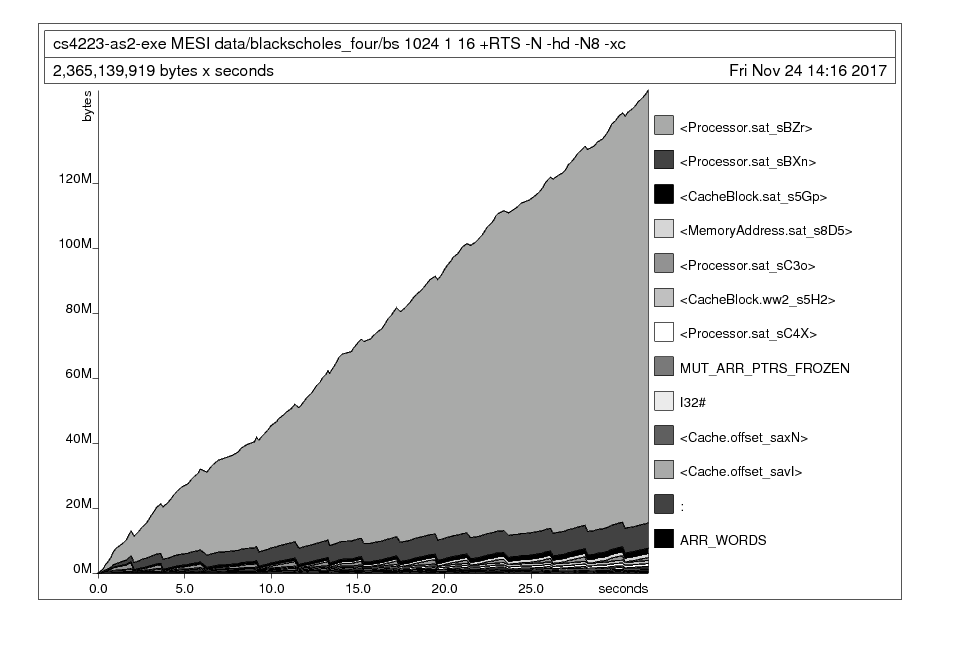 cs4223-as2-exe MESI data/blackscholes_four/bs 1024 1 16 +RTS -N -hd -N8 -xc
2,365,139,919 bytes x seconds Fri Nov 24 14:16 2017
bytes
<Processor.sat_sBZr>
<Processor.sat_sBXn>
<CacheBlock.sat_s5Gp>
<MemoryAddress.sat_s8D5>
<Processor.sat_sC3o>
<CacheBlock.ww2_s5H2>
<Processor.sat_sC4X>
MUT_ARR_PTRS_FROZEN
I32#
<Cache.offset_saxN>
<Cache.offset_savI>
:
ARR_WORDS
120M
100M
80M
60M
40M
20M
0M
0.0 5.0 10.0 15.0 20.0 25.0 seconds